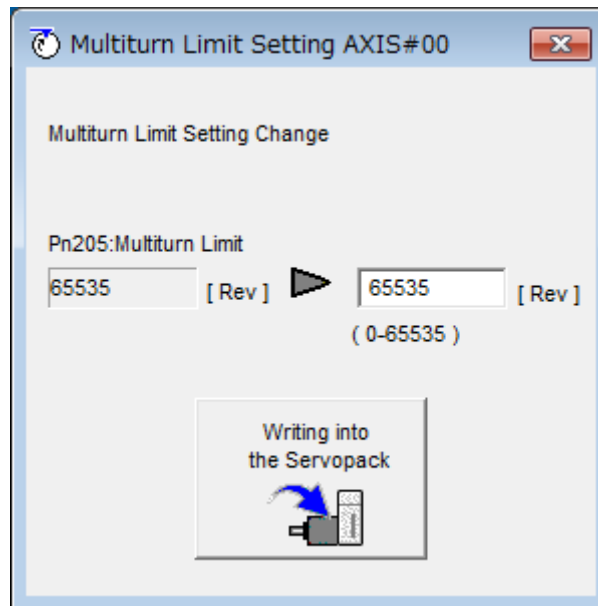 Multiturn Limit Setting AXIS#00
Multiturn Limit Setting Change
Pn205:Multiturn Limit
65535 [ Rev ] 65535 [ Rev ]
( 0-65535 )
Writing into
the Servopack